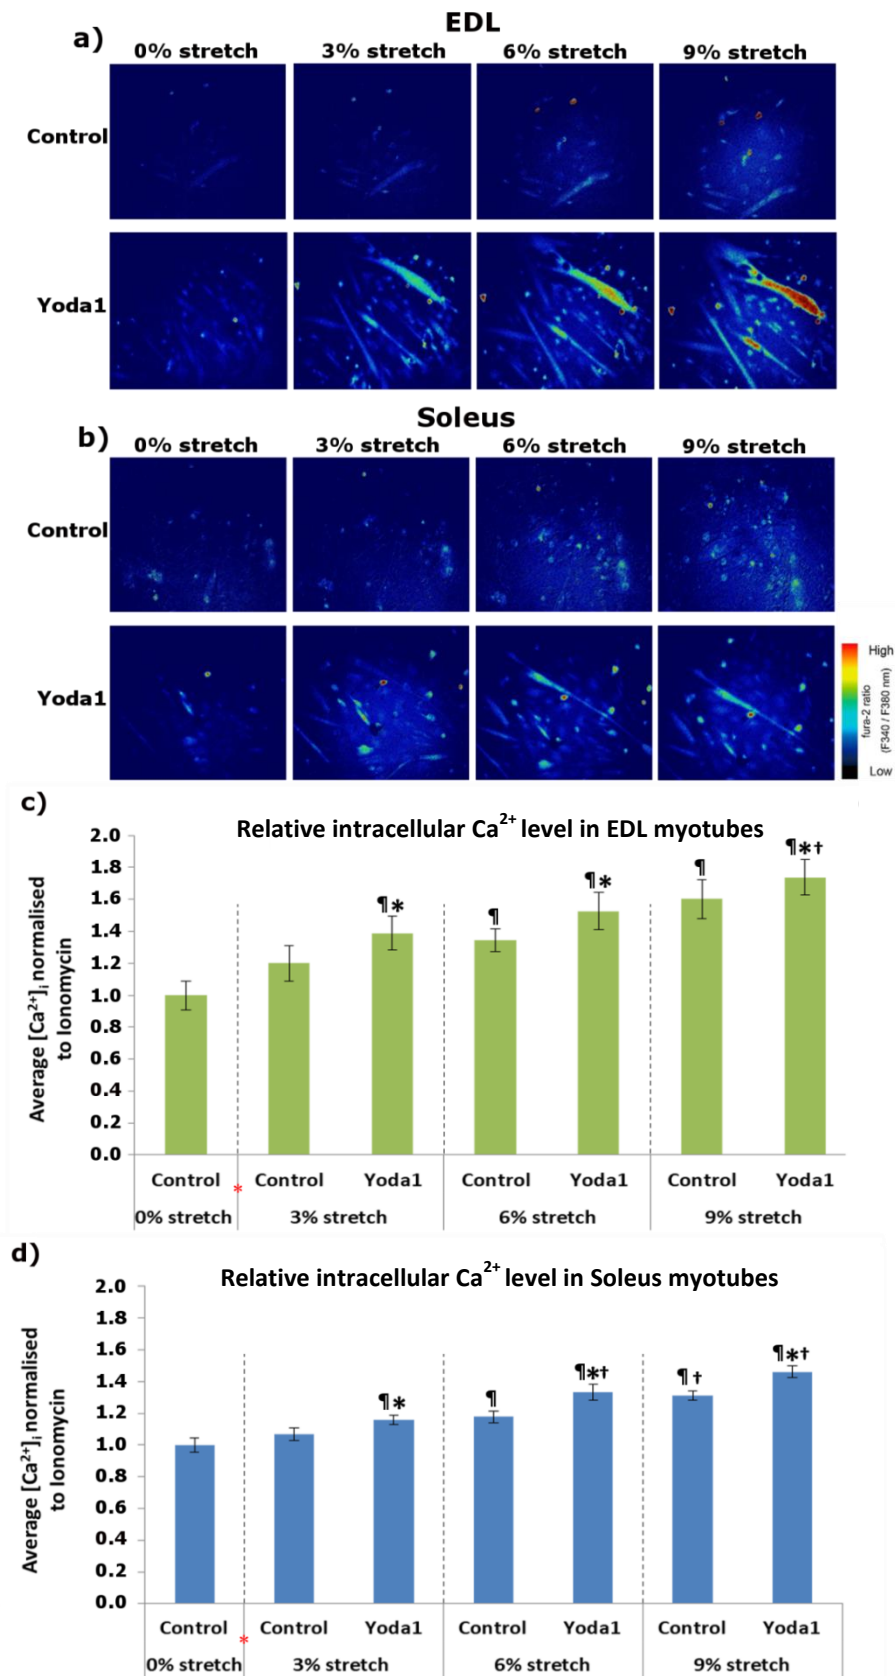 EDL
a)
0% stretch 3% stretch 6% stretch 9% stretch
Control
Yoda1
Soleus
b)
0% stretch 3% stretch 6% stretch 9% stretch
Control
Yoda1
High
fura-2 ratio
(F340 / F380 nm)
Low
c)
Relative intracellular Ca²⁺ level in EDL myotubes
Average [Ca²⁺]ᵢ normalised
to Ionomycin
2.0
1.8
1.6
1.4
1.2
1.0
0.8
0.6
0.4
0.2
0.0
¶* ¶ ¶* ¶ ¶*†
Control * Control Yoda1 Control Yoda1 Control Yoda1
0% stretch 3% stretch 6% stretch 9% stretch
d)
Relative intracellular Ca²⁺ level in Soleus myotubes
Average [Ca²⁺]ᵢ normalised
to Ionomycin
2.0
1.8
1.6
1.4
1.2
1.0
0.8
0.6
0.4
0.2
0.0
¶* ¶ ¶*† ¶† ¶*†
Control * Control Yoda1 Control Yoda1 Control Yoda1
0% stretch 3% stretch 6% stretch 9% stretch